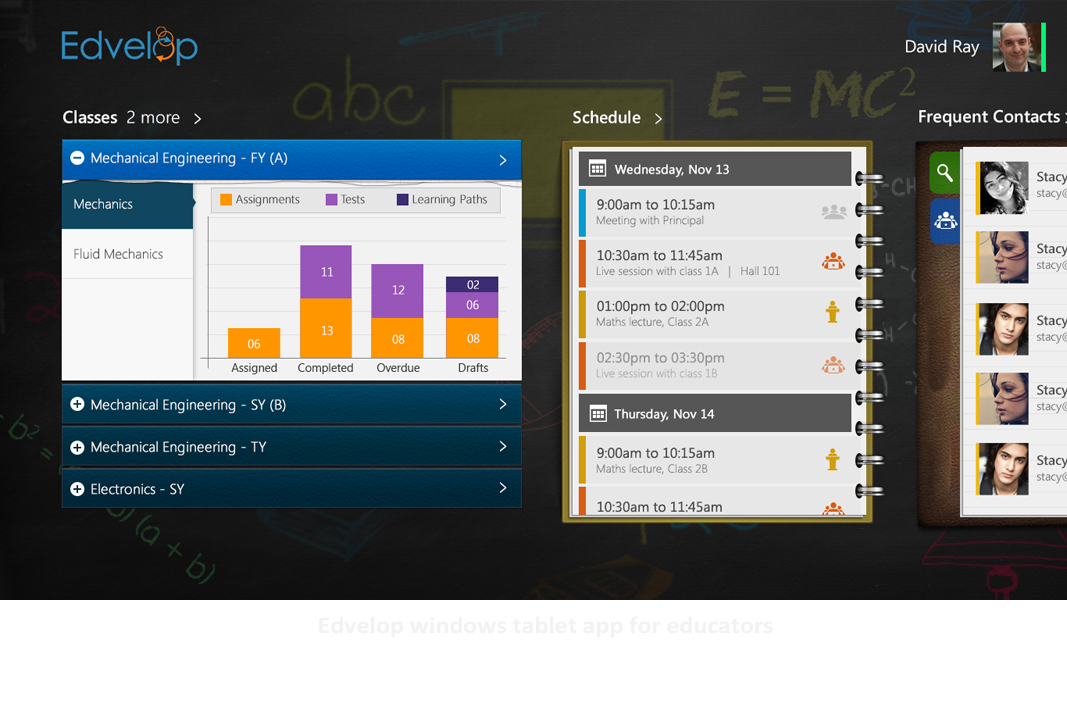 Edvelop
David Ray
abc
E = MC²
Classes 2 more >
Schedule >
Frequent Contacts
Mechanical Engineering - FY (A)
Mechanics
Fluid Mechanics
Assignments Tests Learning Paths
11
13
06
12
08
02
06
08
Assigned Completed Overdue Drafts
Mechanical Engineering - SY (B)
Mechanical Engineering - TY
Electronics - SY
Wednesday, Nov 13
9:00am to 10:15am
Meeting with Principal
10:30am to 11:45am
Live session with class 1A | Hall 101
01:00pm to 02:00pm
Maths lecture, Class 2A
02:30pm to 03:30pm
Live session with class 1B
Thursday, Nov 14
9:00am to 10:15am
Maths lecture, Class 2B
10:30am to 11:45am
Stacy
stacy@
Stacy
stacy@
Stacy
stacy@
Stacy
stacy@
Stacy
stacy@
(a + b)
Edvelop windows tablet app for educators